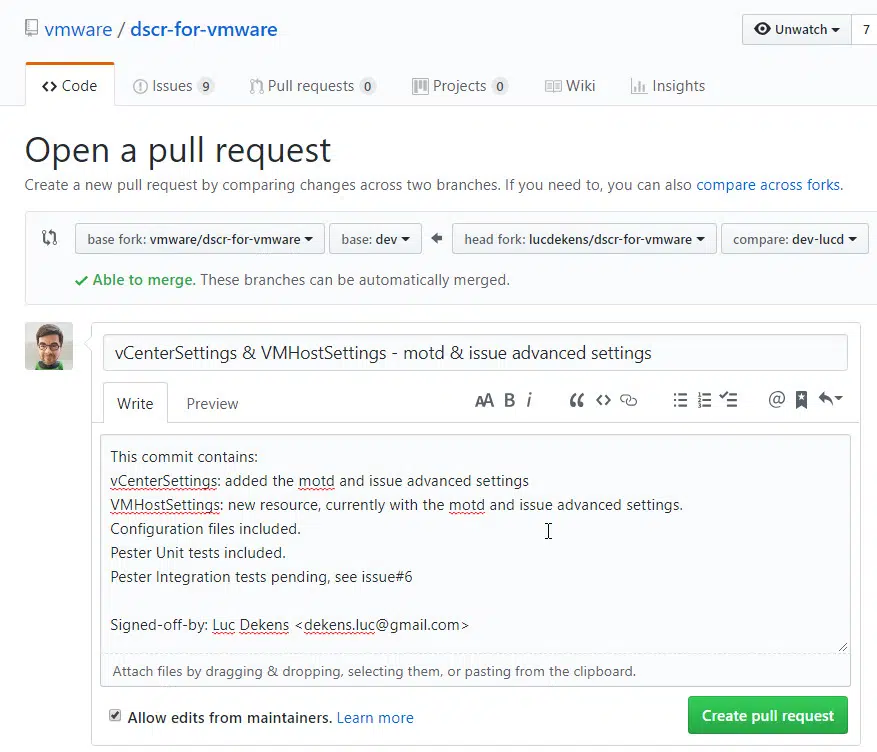 vmware / dscr-for-vmware
Unwatch 7
Code Issues 9 Pull requests 0 Projects 0 Wiki Insights
Open a pull request
Create a new pull request by comparing changes across two branches. If you need to, you can also compare across forks.
base fork: vmware/dscr-for-vmware base: dev head fork: lucdekens/dscr-for-vmware compare: dev-lucd
Able to merge. These branches can be automatically merged.
vCenterSettings & VMHostSettings - motd & issue advanced settings
Write Preview AA B i
This commit contains:
vCenterSettings: added the motd and issue advanced settings
VMHostSettings: new resource, currently with the motd and issue advanced settings.
Configuration files included.
Pester Unit tests included.
Pester Integration tests pending, see issue#6
Signed-off-by: Luc Dekens <dekens.luc@gmail.com>
Attach files by dragging & dropping, selecting them, or pasting from the clipboard.
Allow edits from maintainers. Learn more
Create pull request